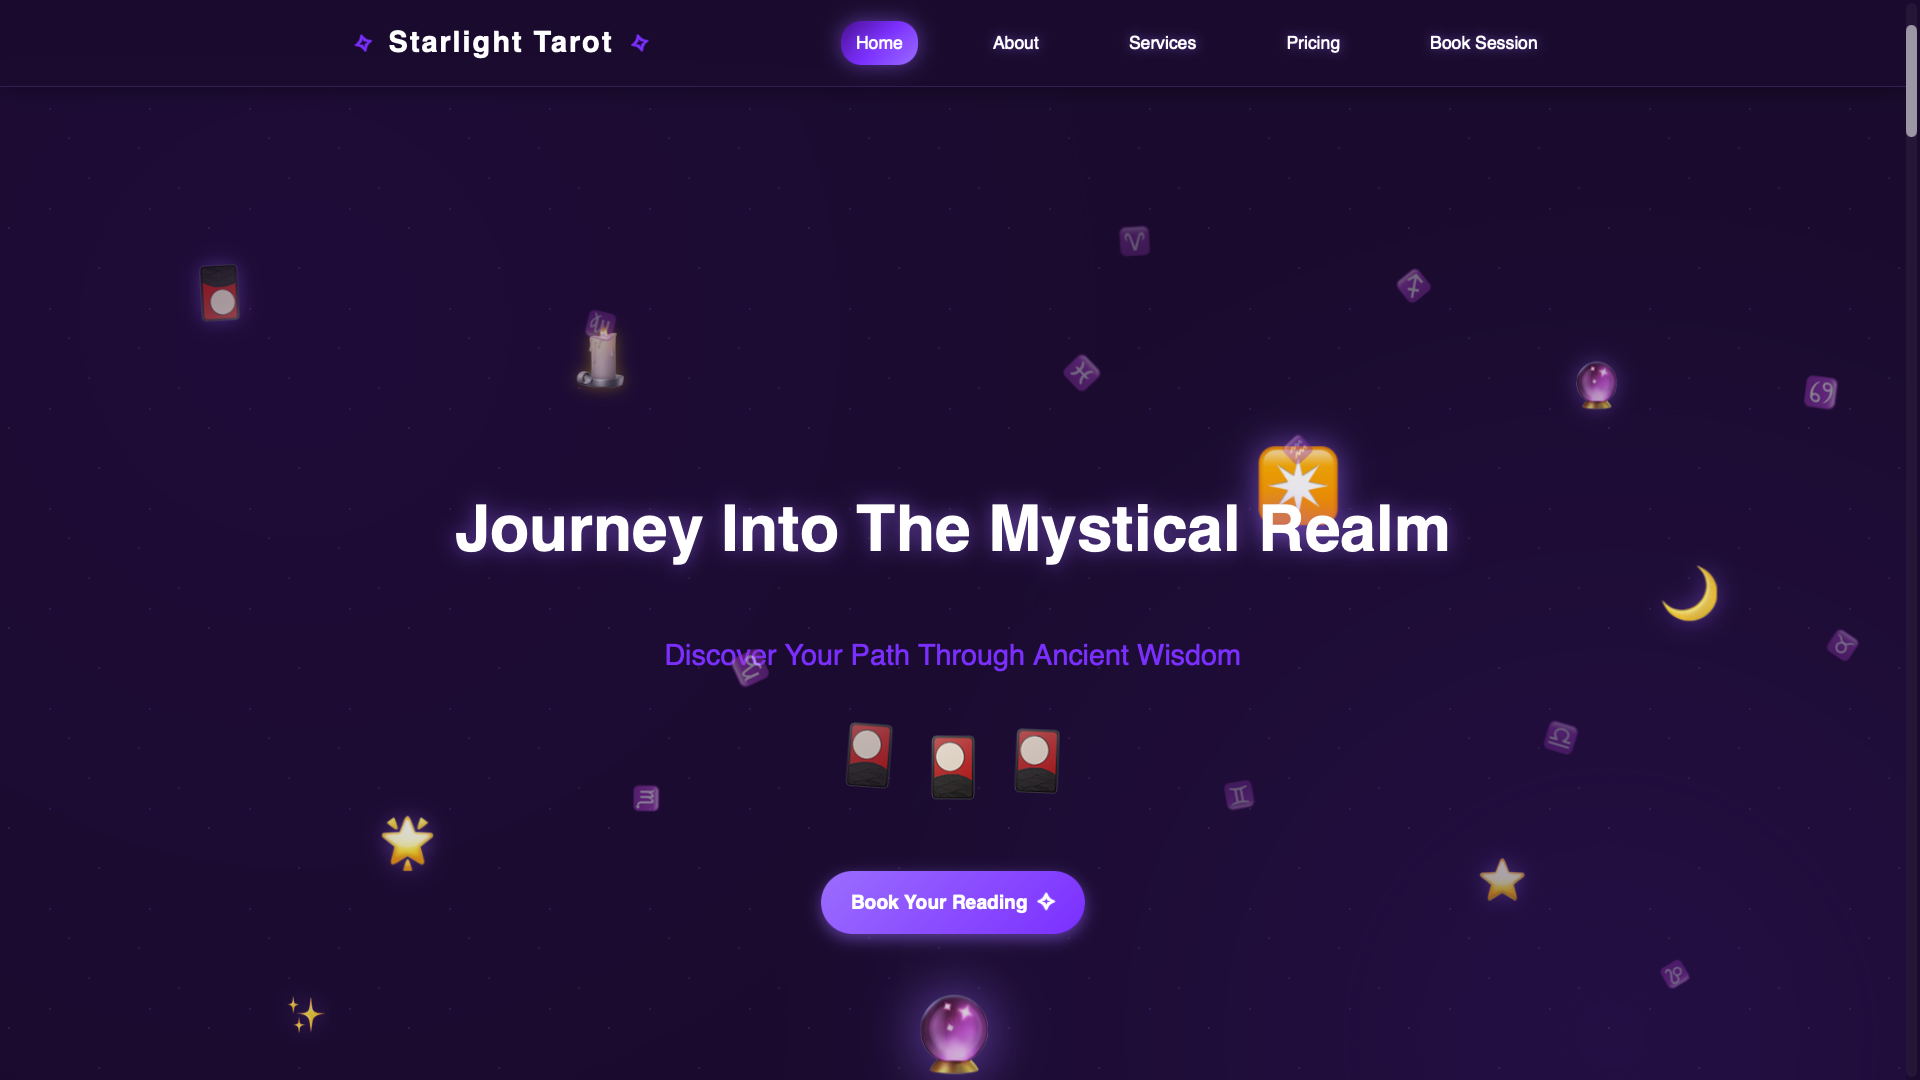 ✧ Starlight Tarot ✧
Home
About
Services
Pricing
Book Session
Journey Into The Mystical Realm
Discover Your Path Through Ancient Wisdom
Book Your Reading ✧